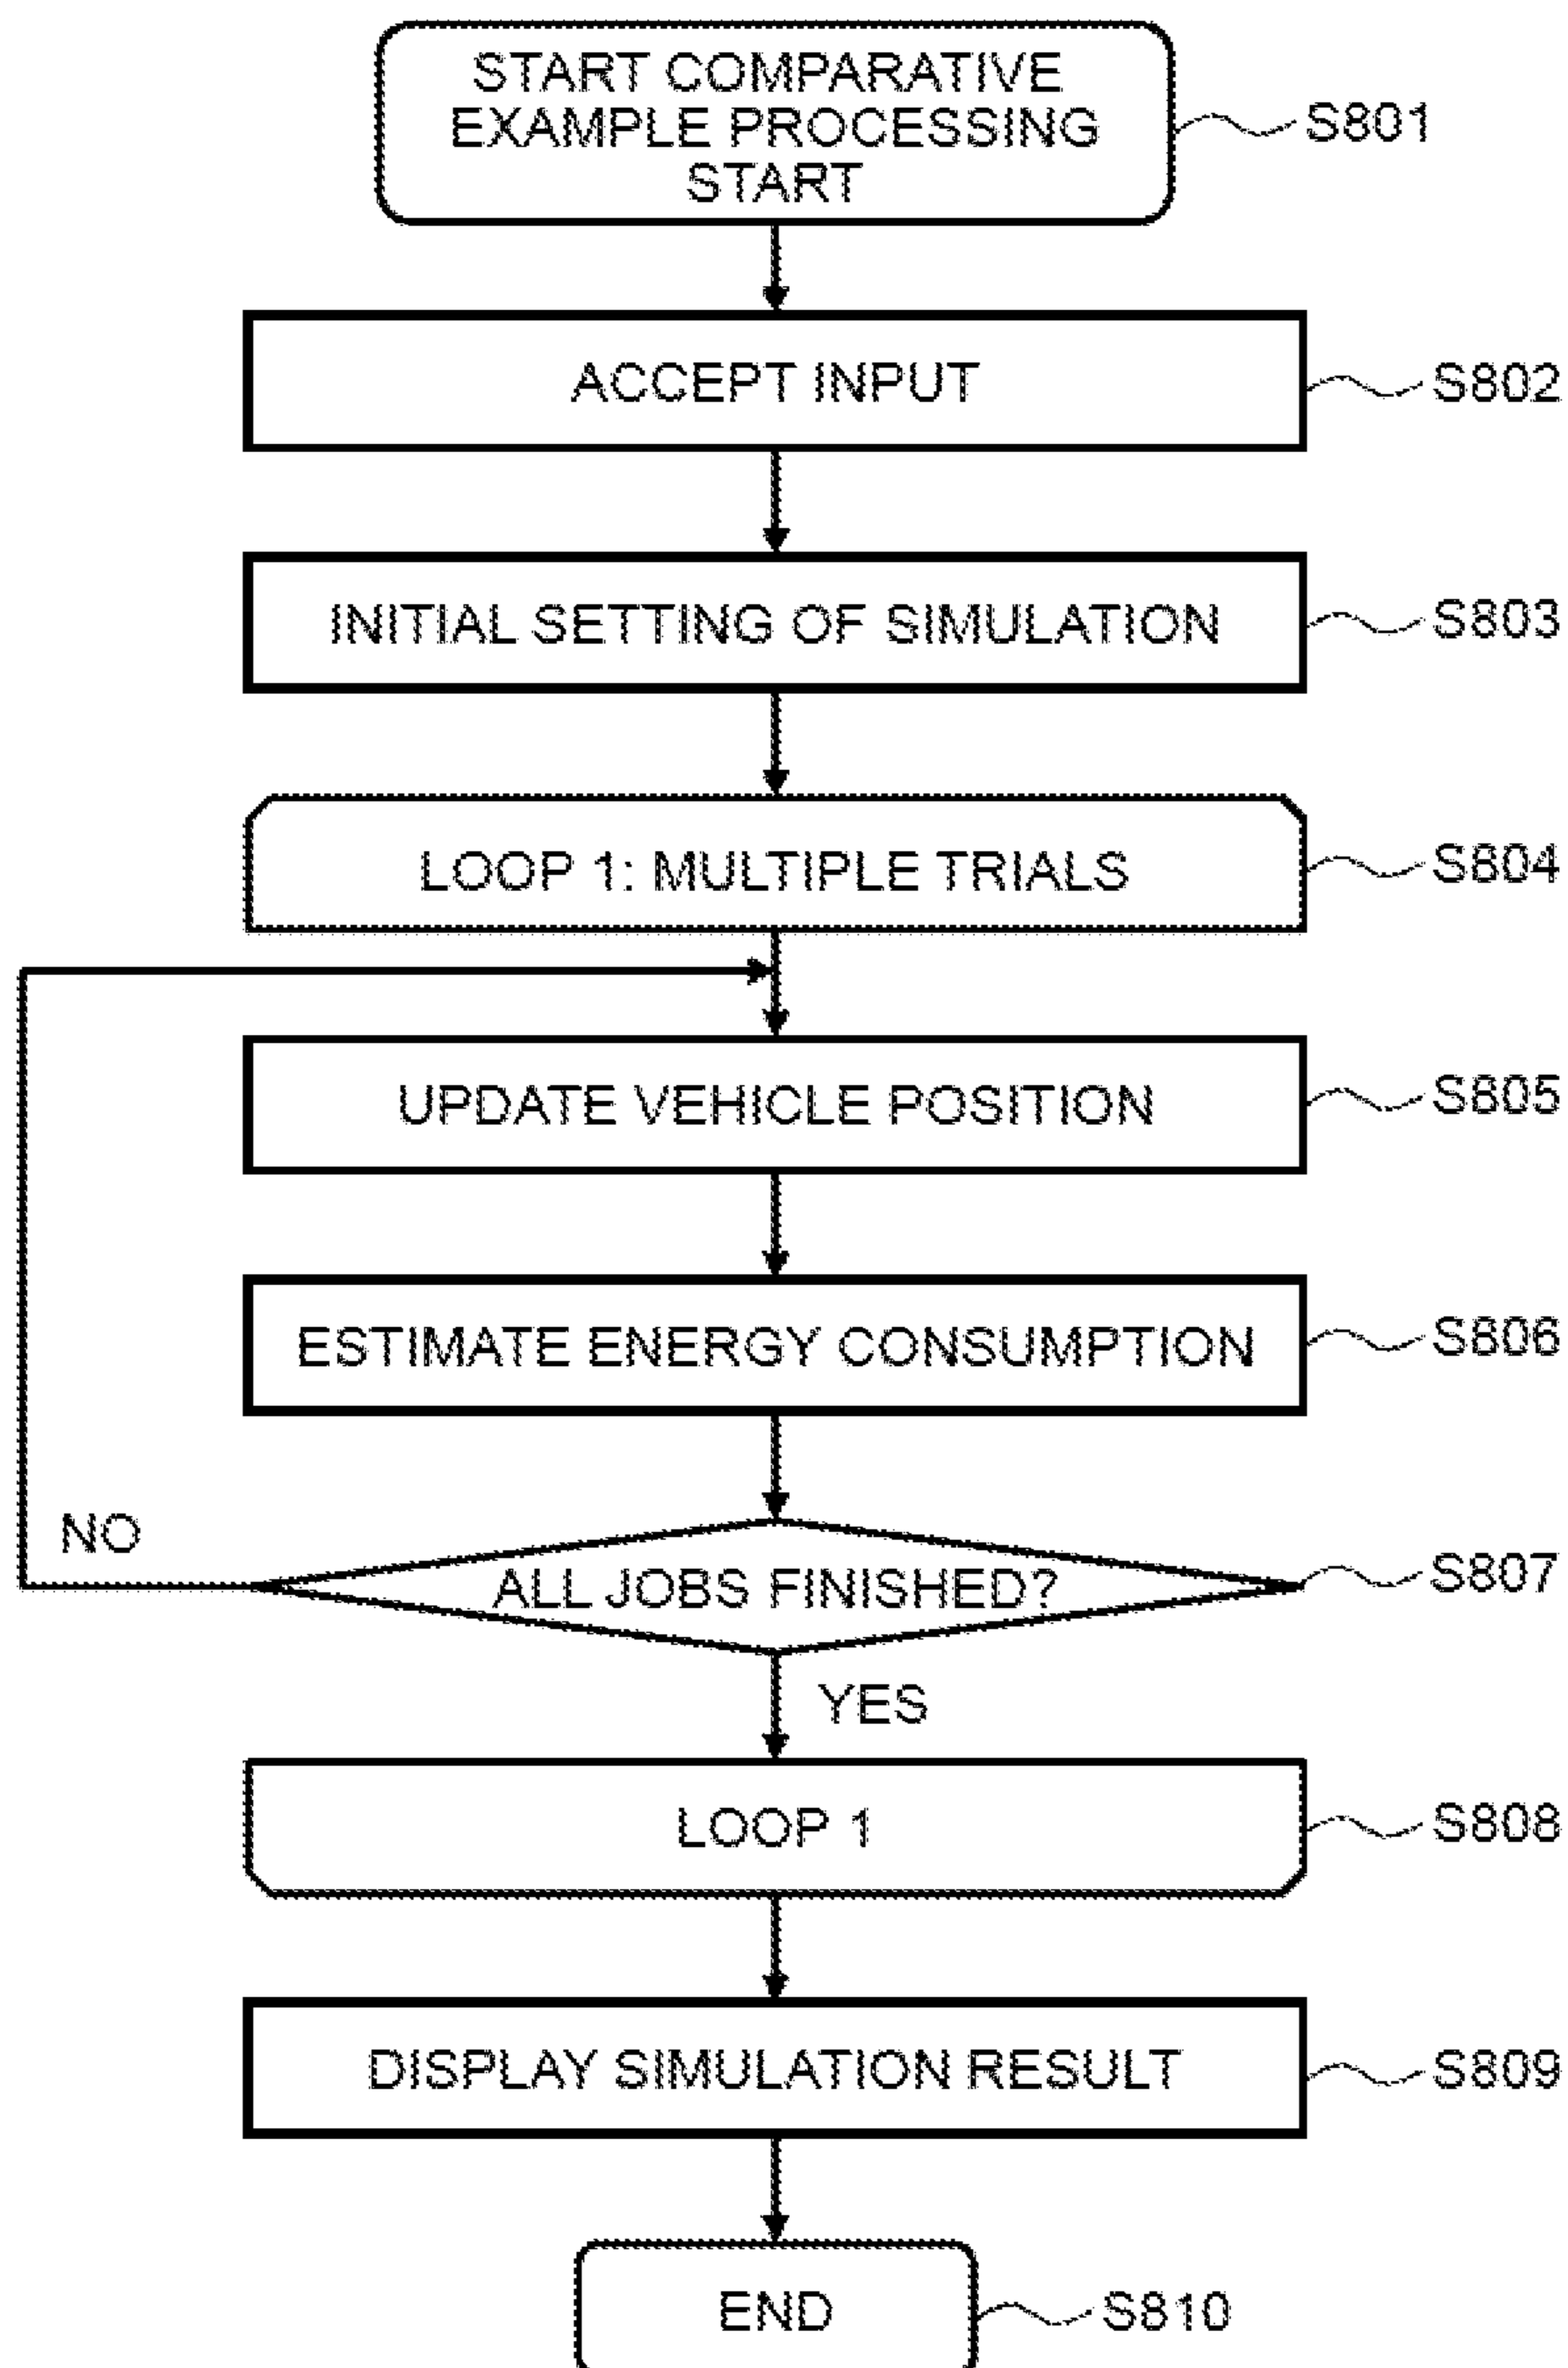 START COMPARATIVE
EXAMPLE PROCESSING
START
S801
ACCEPT INPUT
S802
INITIAL SETTING OF SIMULATION
S803
LOOP 1: MULTIPLE TRIALS
S804
UPDATE VEHICLE POSITION
S805
ESTIMATE ENERGY CONSUMPTION
S806
NO
ALL JOBS FINISHED?
S807
YES
LOOP 1
S808
DISPLAY SIMULATION RESULT
S809
END
S810